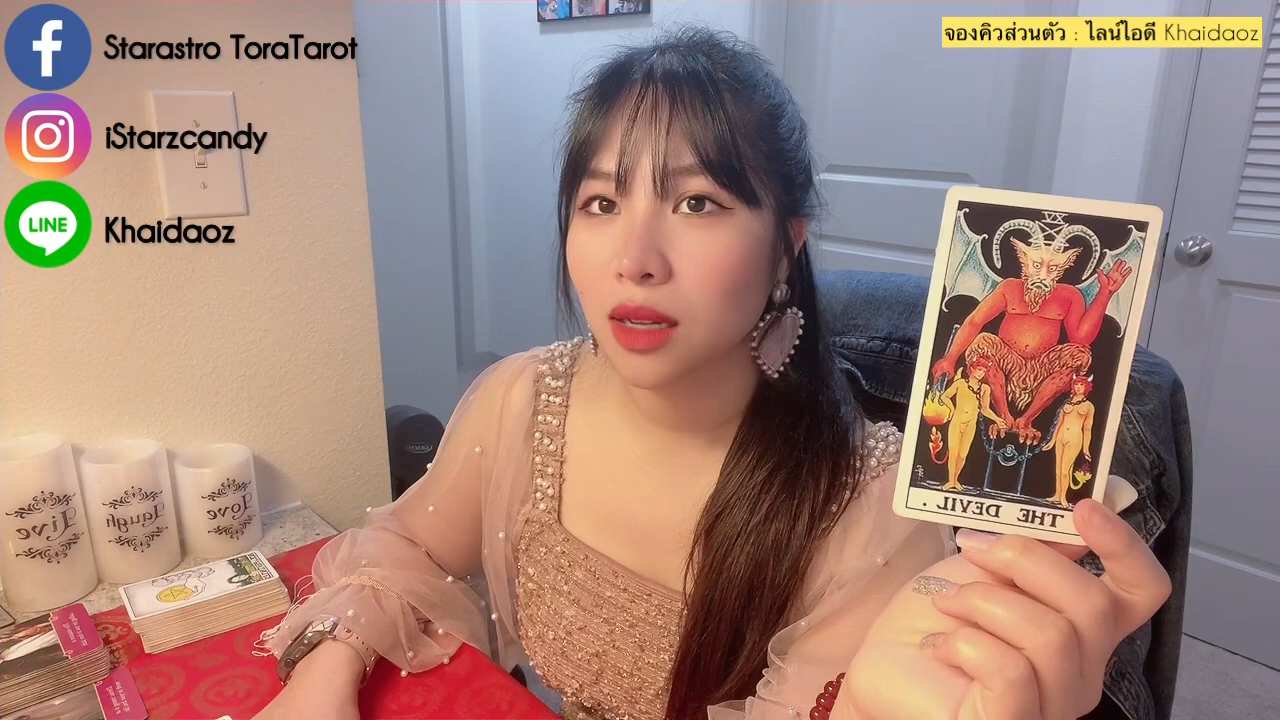 Starastro ToraTarot
จองคิวส่วนตัว : ไลน์ไอดี Khaidaoz
iStarzcandy
LINE
Khaidaoz
XV
THE DEVIL.
Live
Laugh
Love